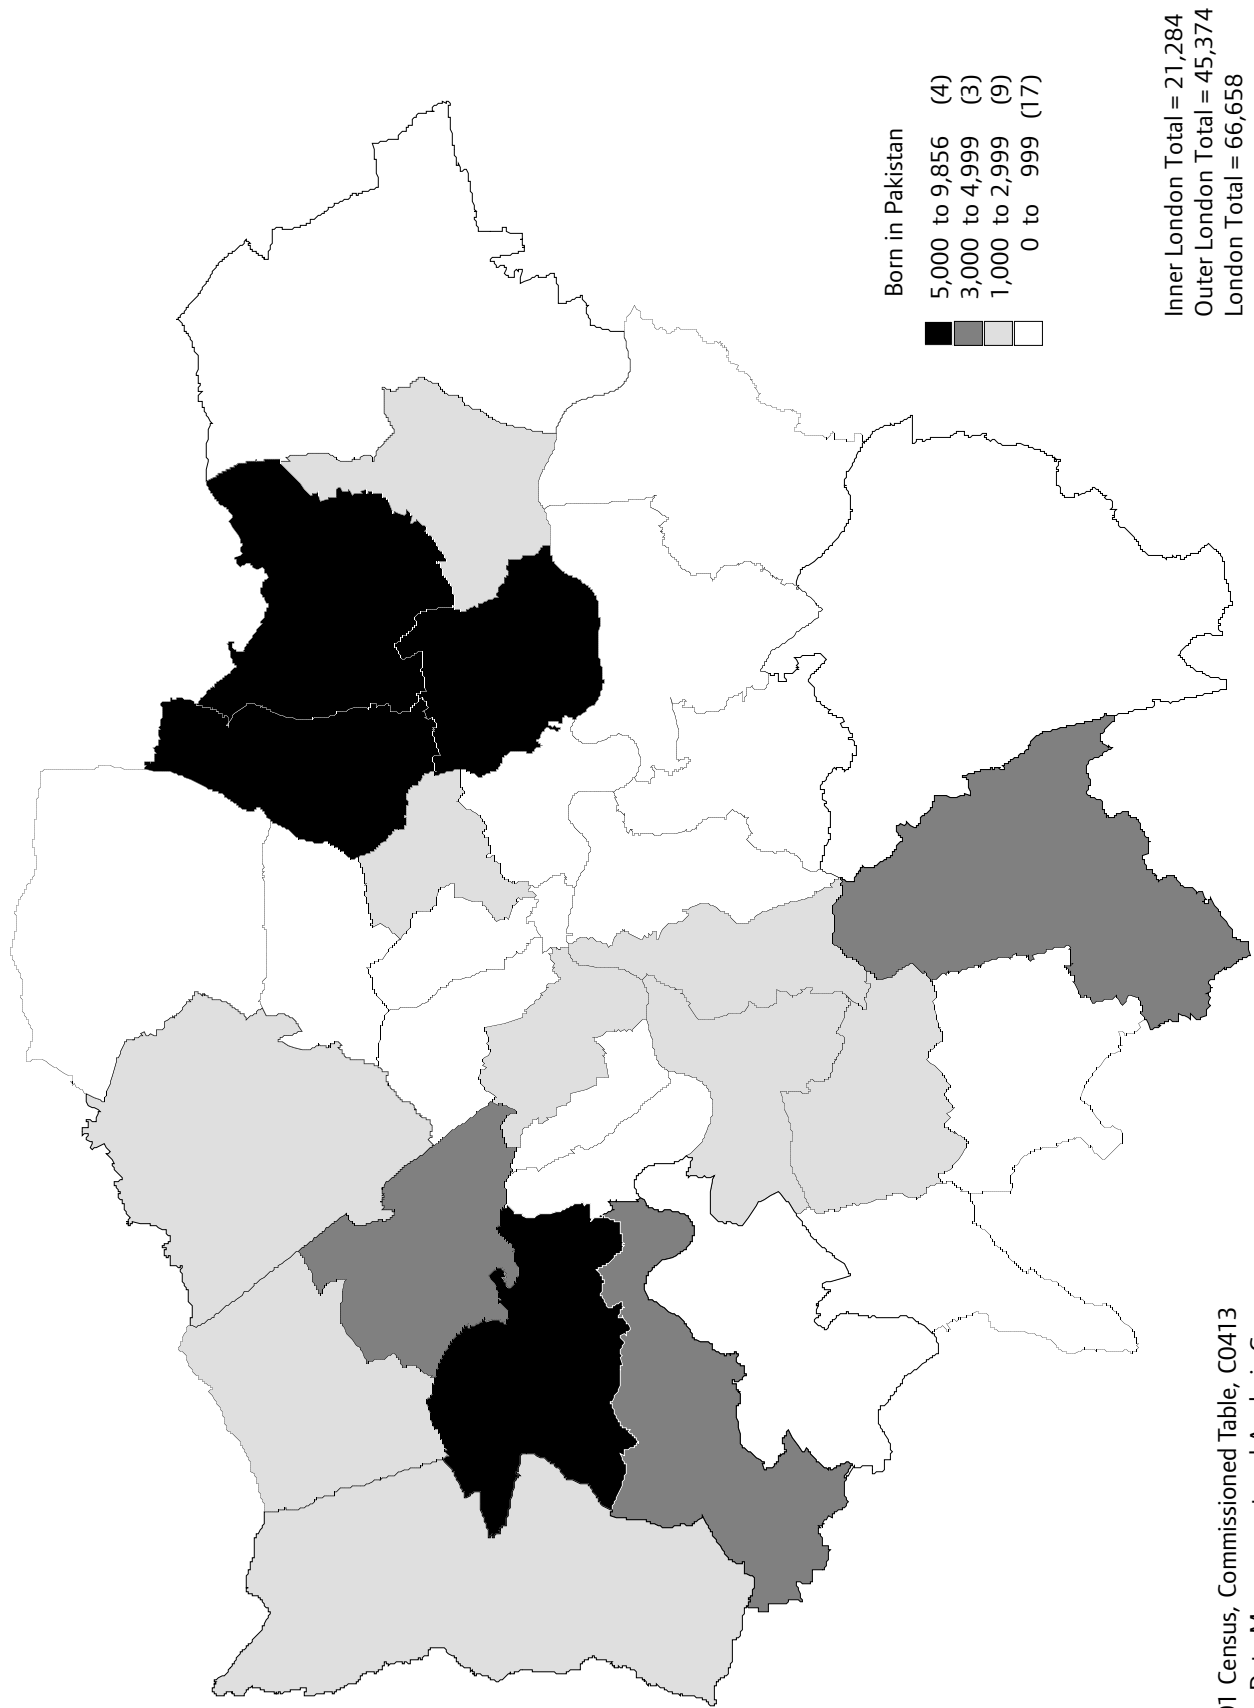 Born in Pakistan
5,000 to 9,856 (4)
3,000 to 4,999 (3)
1,000 to 2,999 (9)
0 to 999 (17)
Inner London Total = 21,284
Outer London Total = 45,374
London Total = 66,658
Census, Commissioned Table, C0413